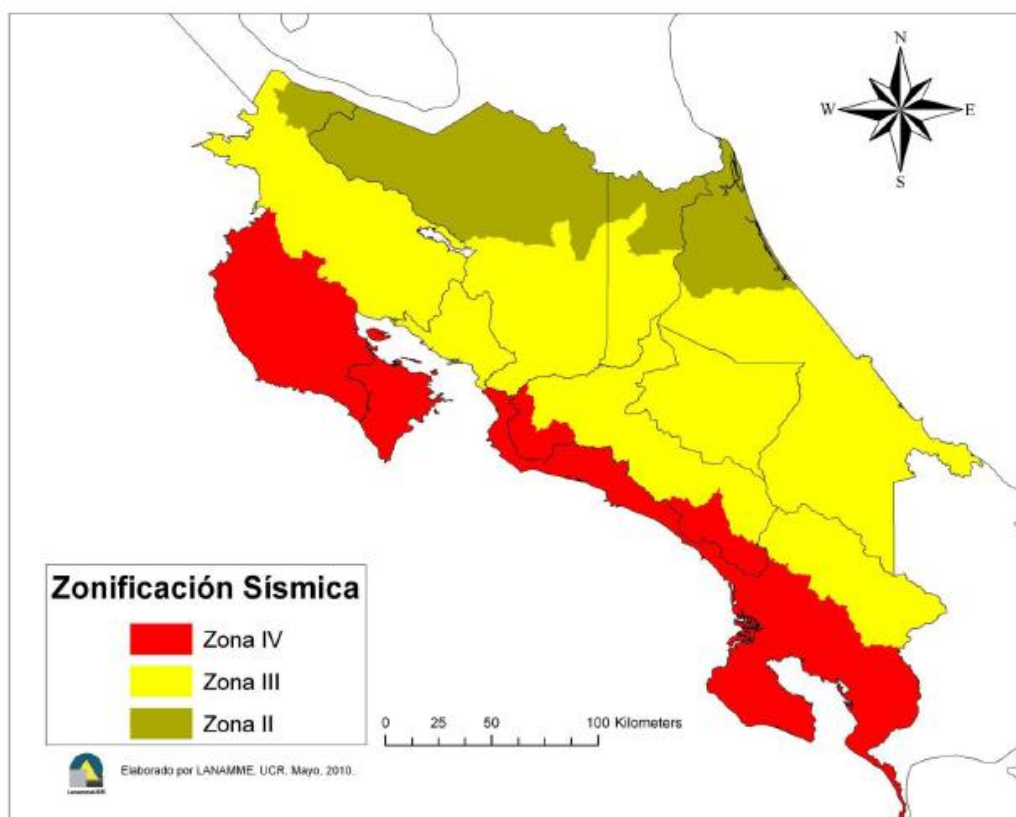 N
W
E
S
Zonificación Sísmica
Zona IV
Zona III
Zona II
0 25 50 100 Kilometers
Elaborado por LANAMME, UCR. Mayo, 2010.
LanammeUCR